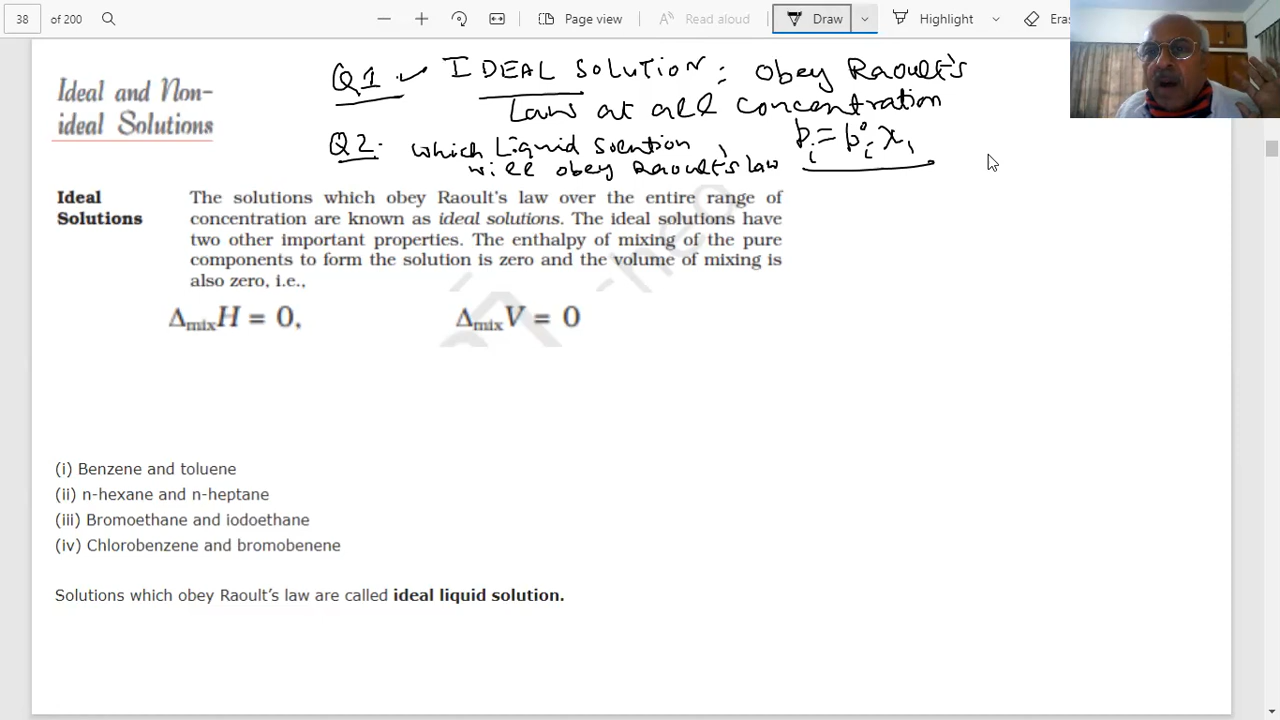 38 of 200 Page view Read aloud Draw Highlight Eras
Ideal and Non-
ideal Solutions
Q1. IDEAL SOLUTION: Obey Raoult's
Law at all concentration
Q2. Which Liquid Solution,
will obey Raoult's law
pᵢ = p°ᵢ xᵢ
Ideal
Solutions
The solutions which obey Raoult's law over the entire range of
concentration are known as ideal solutions. The ideal solutions have
two other important properties. The enthalpy of mixing of the pure
components to form the solution is zero and the volume of mixing is
also zero, i.e.,
ΔmixH = 0, ΔmixV = 0
(i) Benzene and toluene
(ii) n-hexane and n-heptane
(iii) Bromoethane and iodoethane
(iv) Chlorobenzene and bromobenene
Solutions which obey Raoult's law are called ideal liquid solution.